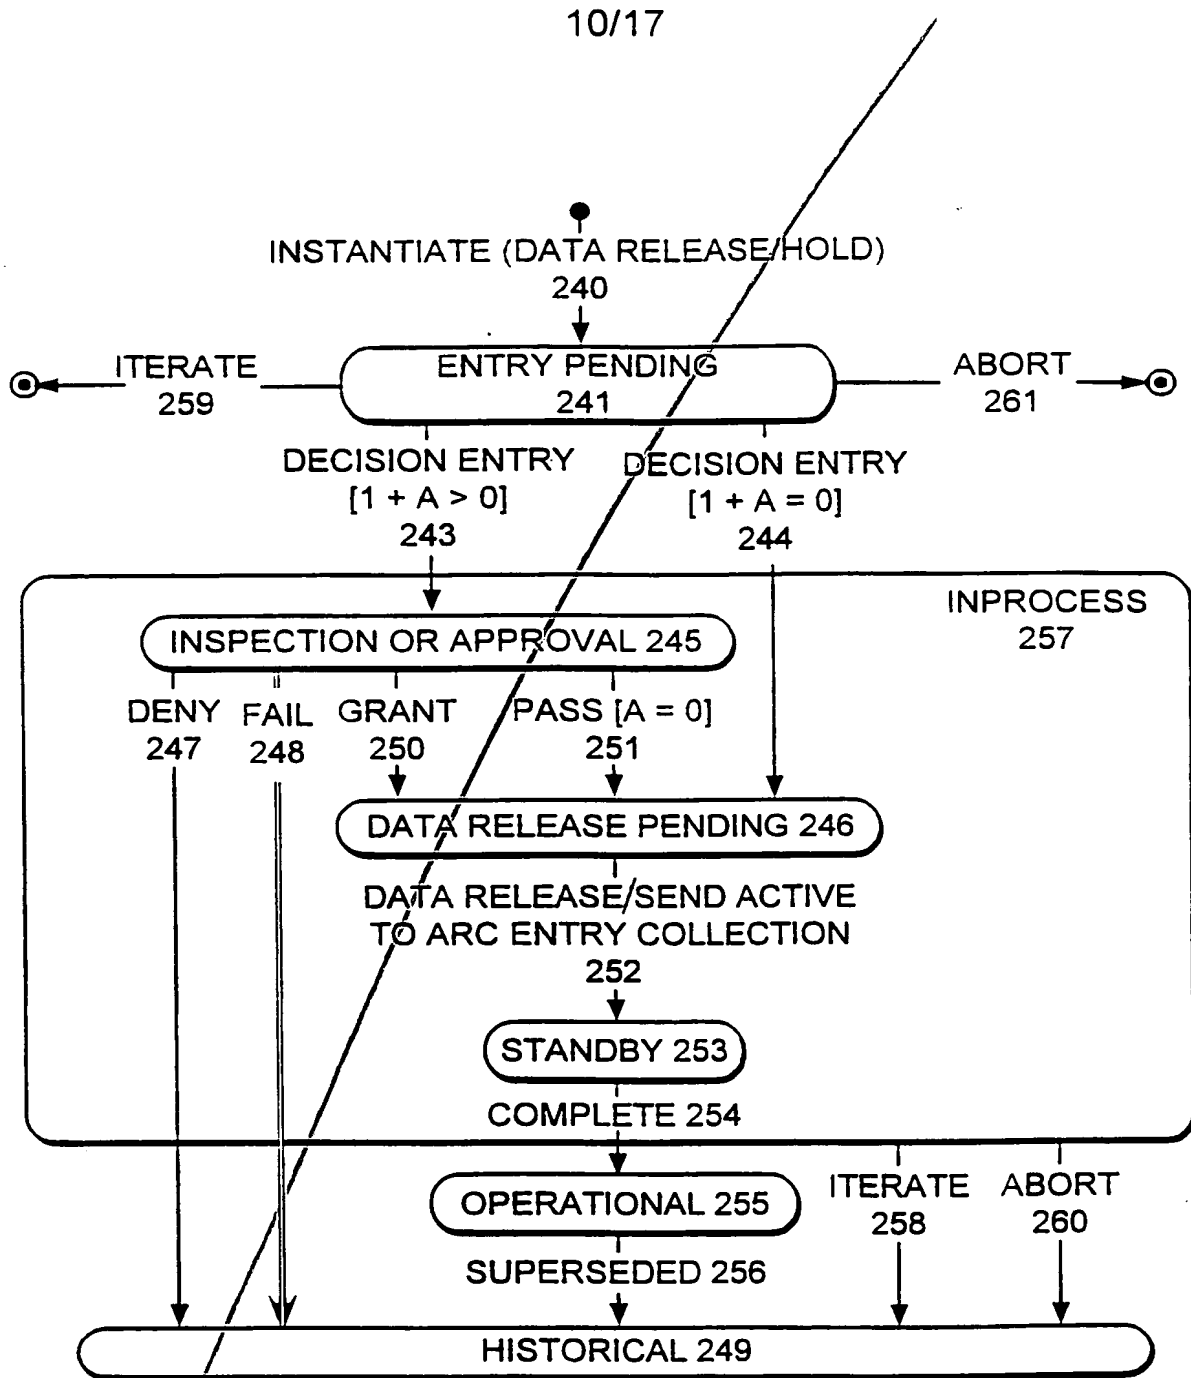 10/17
INSTANTIATE (DATA RELEASE/HOLD)
240
ENTRY PENDING
241
ITERATE
259
ABORT
261
DECISION ENTRY
[1 + A > 0]
243
DECISION ENTRY
[1 + A = 0]
244
INPROCESS
257
INSPECTION OR APPROVAL 245
DENY
247
FAIL
248
GRANT
250
PASS [A = 0]
251
DATA RELEASE PENDING 246
DATA RELEASE/SEND ACTIVE
TO ARC ENTRY COLLECTION
252
STANDBY 253
COMPLETE 254
OPERATIONAL 255
ITERATE
258
ABORT
260
SUPERSEDED 256
HISTORICAL 249